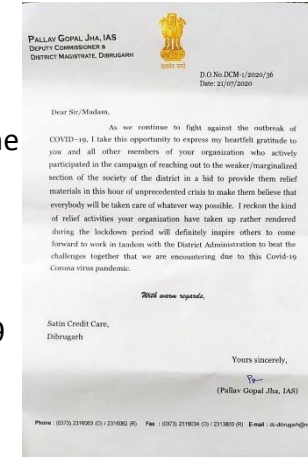 PALLAV GOPAL JHA, IAS
DEPUTY COMMISSIONER &
DISTRICT MAGISTRATE, DIBRUGARH
सत्यमेव जयते
D.O.No.DCM-1/2020/36
Date: 21/07/2020
Dear Sir/Madam,
As we continue to fight against the outbreak of
COVID-19, I take this opportunity to express my heartfelt gratitude to
you and all other members of your organization who actively
participated in the campaign of reaching out to the weaker/marginalized
section of the society of the district in a bid to provide them relief
materials in this hour of unprecedented crisis to make them believe that
everybody will be taken care of whatever way possible. I reckon the kind
of relief activities your organization have taken up rather rendered
during the lockdown period will definitely inspire others to come
forward to work in tandem with the District Administration to beat the
challenges together that we are encountering due to this Covid-19
Corona virus pandemic.
With warm regards,
Satin Credit Care,
Dibrugarh
Yours sincerely,
(Pallav Gopal Jha, IAS)
Phone : (0373) 2316063 (O) / 2316062 (R) Fax : (0373) 2316034 (O) / 2313800 (R) E-mail : dc-dibrugarh@n